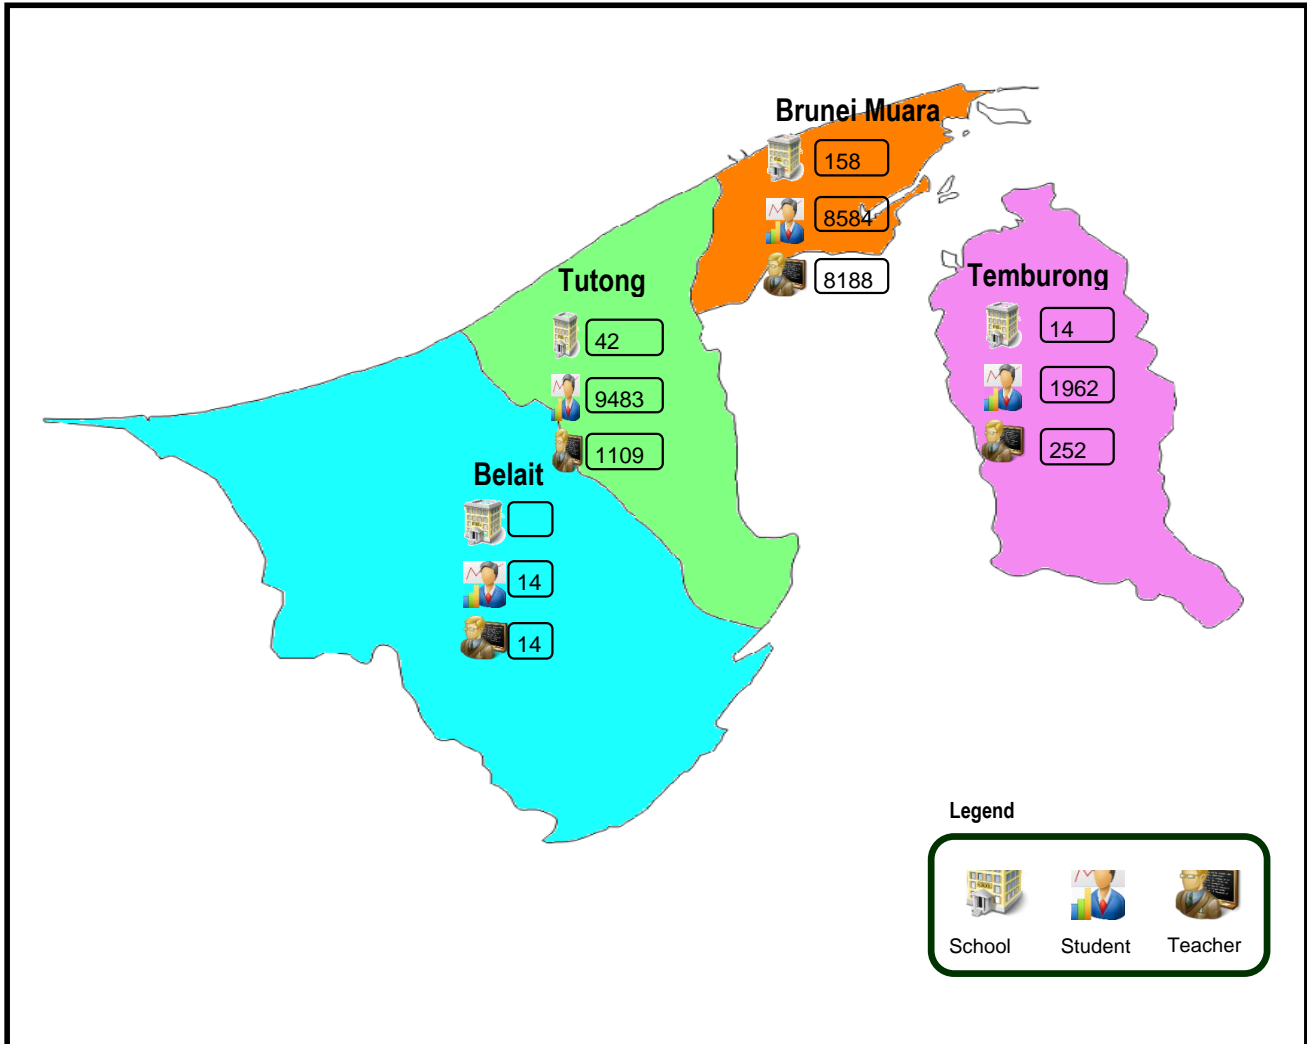 Brunei Muara
158
8584
8188
Tutong
42
9483
1109
Temburong
14
1962
252
Belait
14
14
Legend
School
Student
Teacher